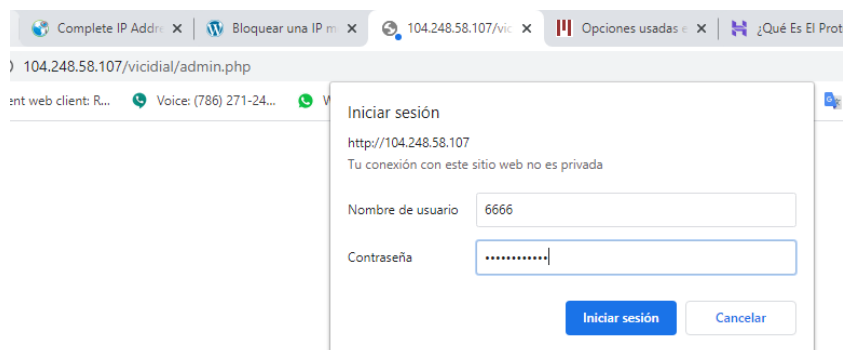 Complete IP Addre
Bloquear una IP m
104.248.58.107/vic
Opciones usadas e
¿Qué Es El Prot
104.248.58.107/vicidial/admin.php
ent web client: R...
Voice: (786) 271-24...
Iniciar sesión
http://104.248.58.107
Tu conexión con este sitio web no es privada
Nombre de usuario
6666
Contraseña
••••••••••••
Iniciar sesión
Cancelar